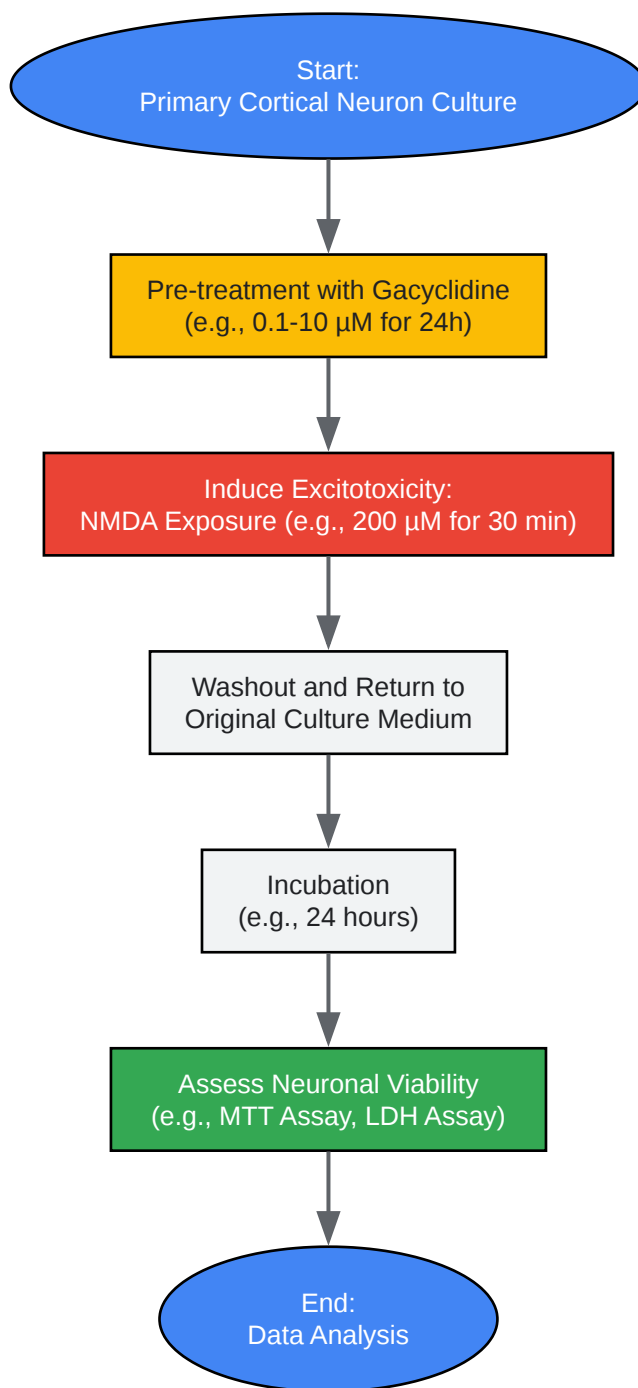 Start:
Primary Cortical Neuron Culture
Pre-treatment with Gacyclidine
(e.g., 0.1-10 µM for 24h)
Induce Excitotoxicity:
NMDA Exposure (e.g., 200 µM for 30 min)
Washout and Return to
Original Culture Medium
Incubation
(e.g., 24 hours)
Assess Neuronal Viability
(e.g., MTT Assay, LDH Assay)
End:
Data Analysis